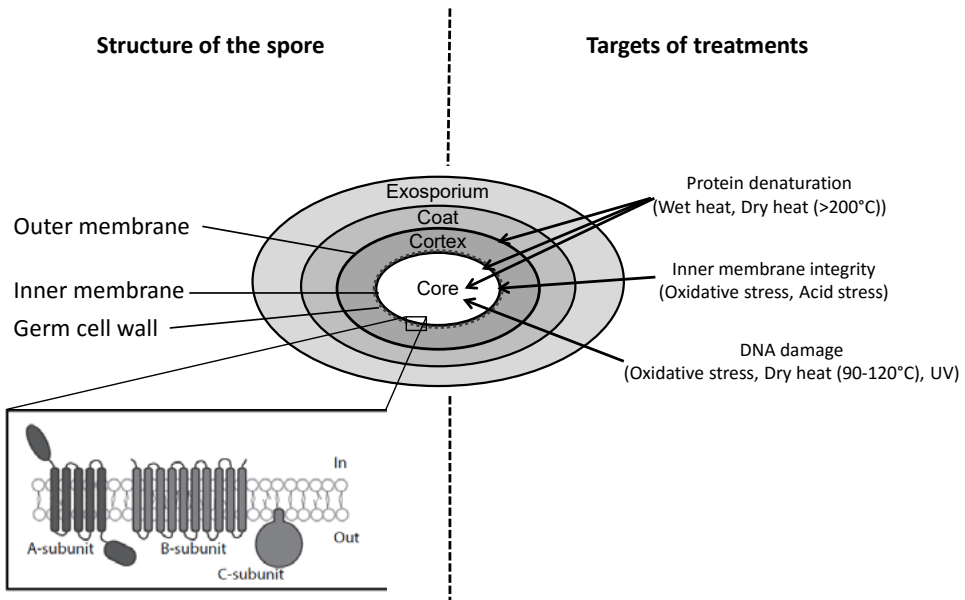 Structure of the spore
Targets of treatments
Exosporium
Coat
Cortex
Core
Outer membrane
Inner membrane
Germ cell wall
Protein denaturation
(Wet heat, Dry heat (>200°C))
Inner membrane integrity
(Oxidative stress, Acid stress)
DNA damage
(Oxidative stress, Dry heat (90-120°C), UV)
In
Out
A-subunit
B-subunit
C-subunit